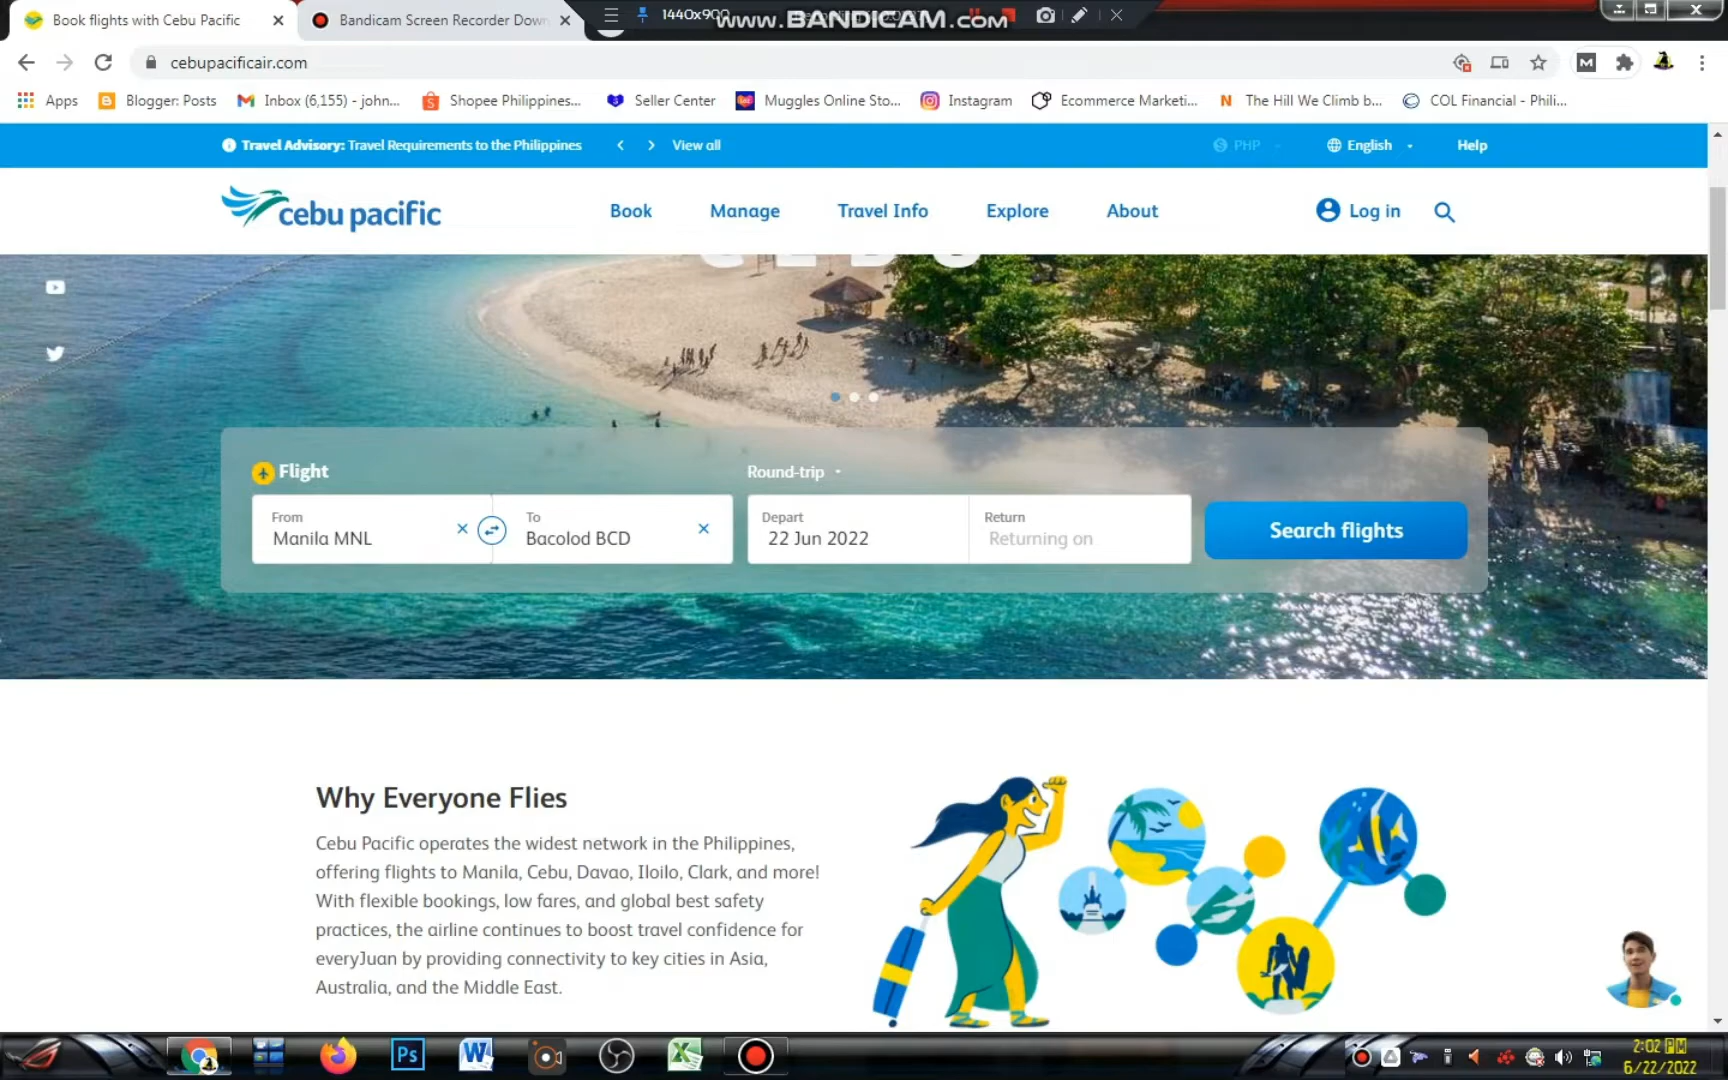 Book flights with Cebu Pacific
Bandicam Screen Recorder Down
1440x900
www.BANDICAM.com
cebupacificair.com
Apps
Blogger: Posts
Inbox (6,155) - john...
Shopee Philippines...
Seller Center
Muggles Online Sto...
Instagram
Ecommerce Marketi...
The Hill We Climb b...
COL Financial - Phili...
Travel Advisory: Travel Requirements to the Philippines
View all
PHP
English
Help
cebu pacific
Book
Manage
Travel Info
Explore
About
Log in
Flight
Round-trip
From
Manila MNL
To
Bacolod BCD
Depart
22 Jun 2022
Return
Returning on
Search flights
Why Everyone Flies
Cebu Pacific operates the widest network in the Philippines,
offering flights to Manila, Cebu, Davao, Iloilo, Clark, and more!
With flexible bookings, low fares, and global best safety
practices, the airline continues to boost travel confidence for
everyJuan by providing connectivity to key cities in Asia,
Australia, and the Middle East.
Ps
2:02 PM
6/22/2022